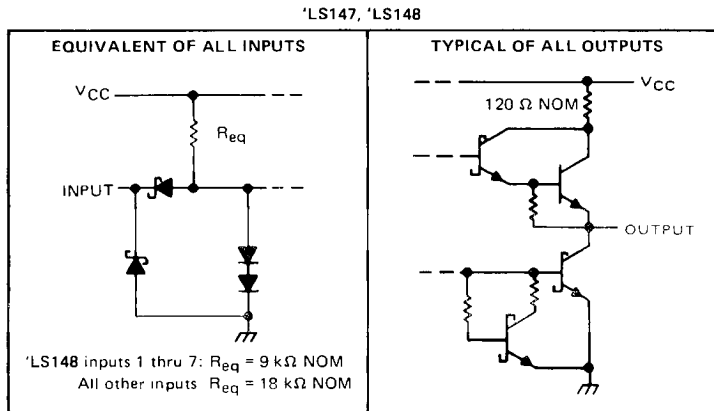 'LS147, 'LS148
EQUIVALENT OF ALL INPUTS
VCC
Req
INPUT
'LS148 inputs 1 thru 7: Req = 9 kΩ NOM
All other inputs Req = 18 kΩ NOM
TYPICAL OF ALL OUTPUTS
VCC
120 Ω NOM
OUTPUT